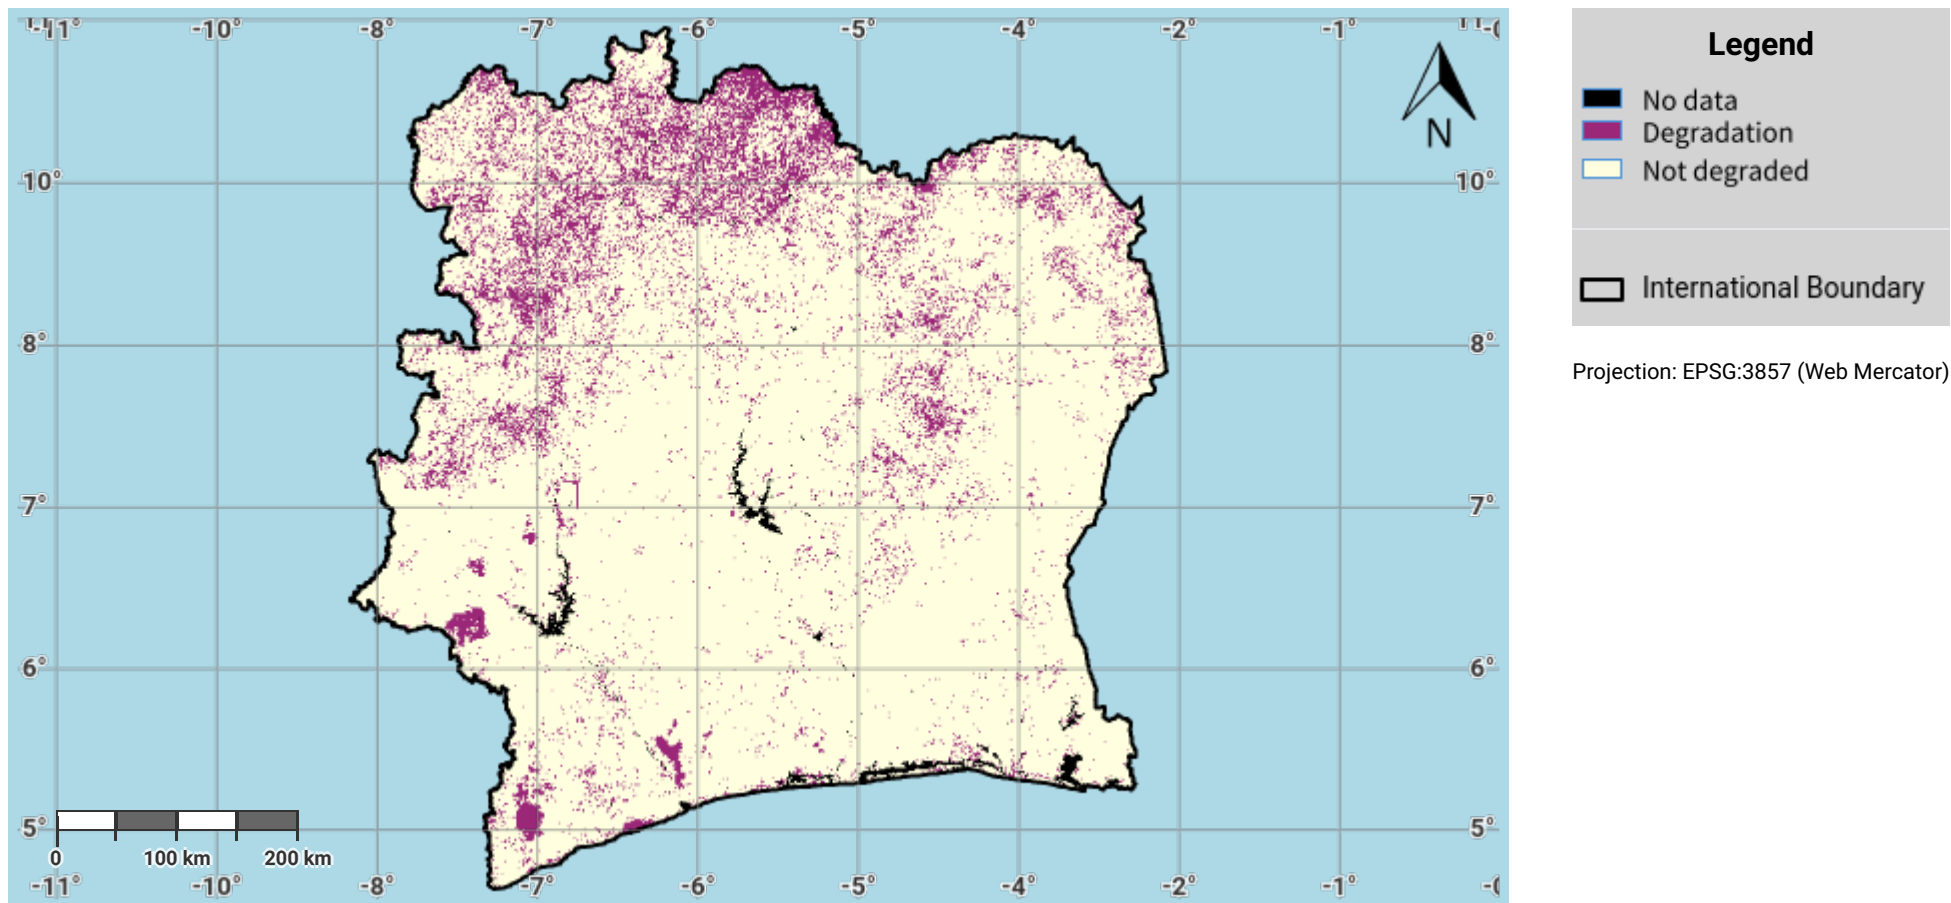 -11° -10° -8° -7° -6° -5° -4° -2° -1°
10° 10°
8° 8°
7° 7°
6° 6°
5° 5°
0 100 km 200 km
-11° -10° -8° -7° -6° -5° -4° -2° -1°
N
Legend
No data
Degradation
Not degraded
International Boundary
Projection: EPSG:3857 (Web Mercator)